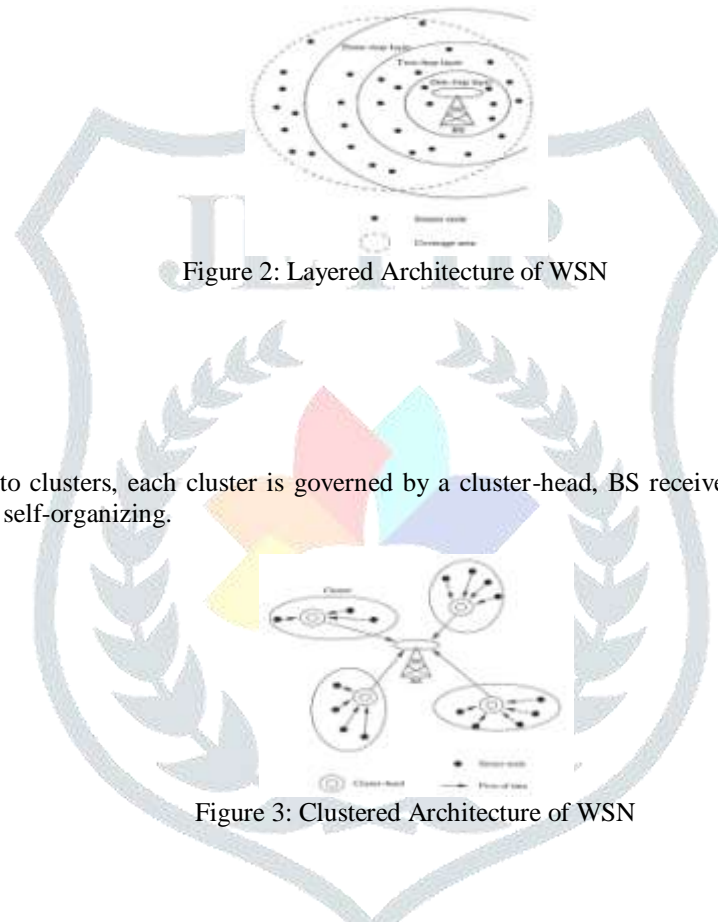 Three-hop layer
Two-hop layer
One-hop layer
BS
Sensor node
Coverage area
Figure 2: Layered Architecture of WSN
to clusters, each cluster is governed by a cluster-head, BS receive
self-organizing.
Cluster
Sensor node
Cluster-head
Flow of data
Figure 3: Clustered Architecture of WSN